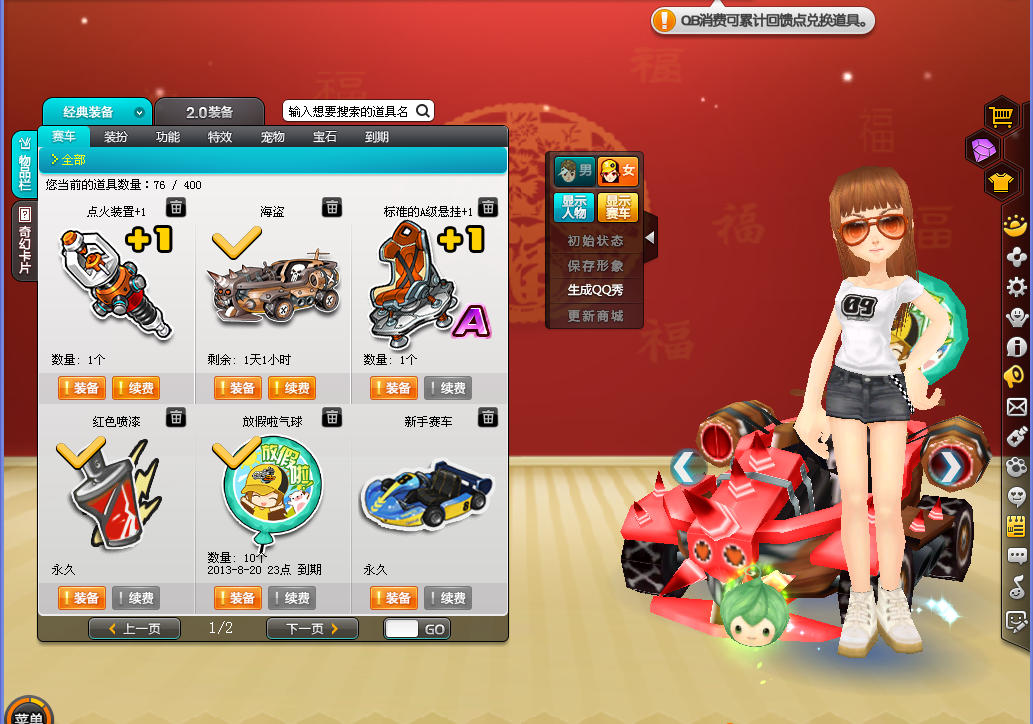 QB消费可累计回馈点兑换道具。
经典装备
2.0装备
输入想要搜索的道具名
赛车 装扮 功能 特效 宠物 宝石 到期
物品栏
奇幻卡片
全部
您当前的道具数量：76 / 400
点火装置+1
海盗
标准的A级悬挂+1
+1
+1
A
数量：1个
剩余：1天1小时
数量：1个
!装备 !续费
!装备 !续费
!装备 !续费
红色喷漆
放假啦气球
新手赛车
放假啦
永久
数量：10个
2013-8-20 23点 到期
永久
!装备 !续费
!装备 !续费
!装备 !续费
上一页
1/2
下一页
GO
男
女
显示人物
显示赛车
初始状态
保存形象
生成QQ秀
更新商城
09
福
福
福
福
福
菜单